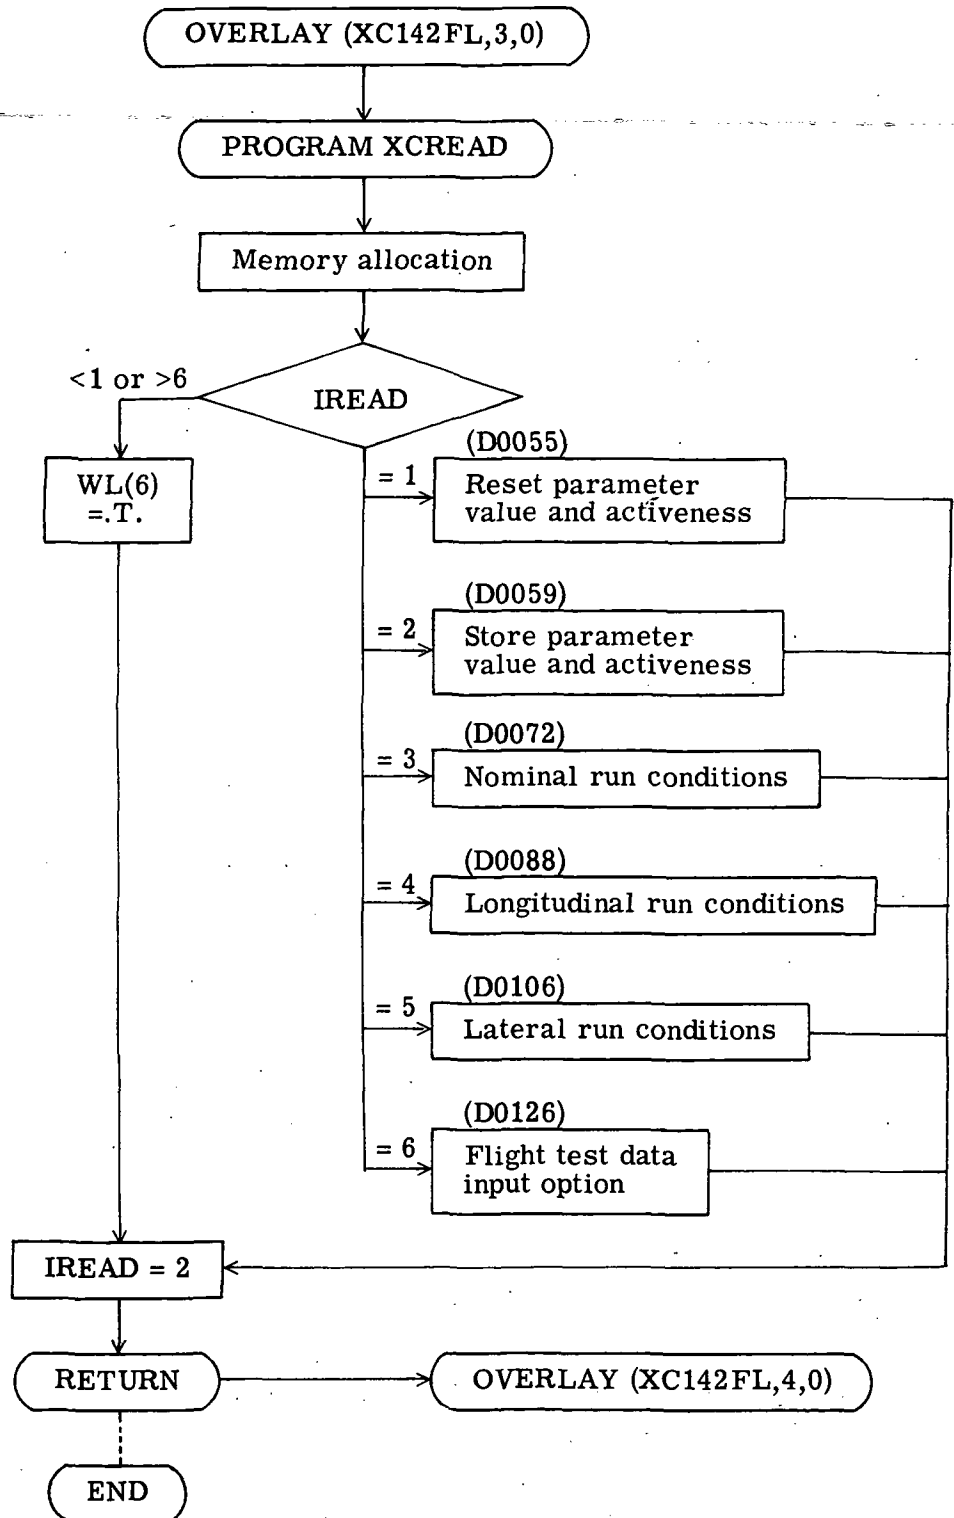 OVERLAY (XC142FL,3,0)
PROGRAM XCREAD
Memory allocation
<1 or >6
IREAD
WL(6)
=.T.
(D0055)
= 1
Reset parameter
value and activeness
(D0059)
= 2
Store parameter
value and activeness
(D0072)
= 3
Nominal run conditions
(D0088)
= 4
Longitudinal run conditions
(D0106)
= 5
Lateral run conditions
(D0126)
= 6
Flight test data
input option
IREAD = 2
RETURN
OVERLAY (XC142FL,4,0)
END